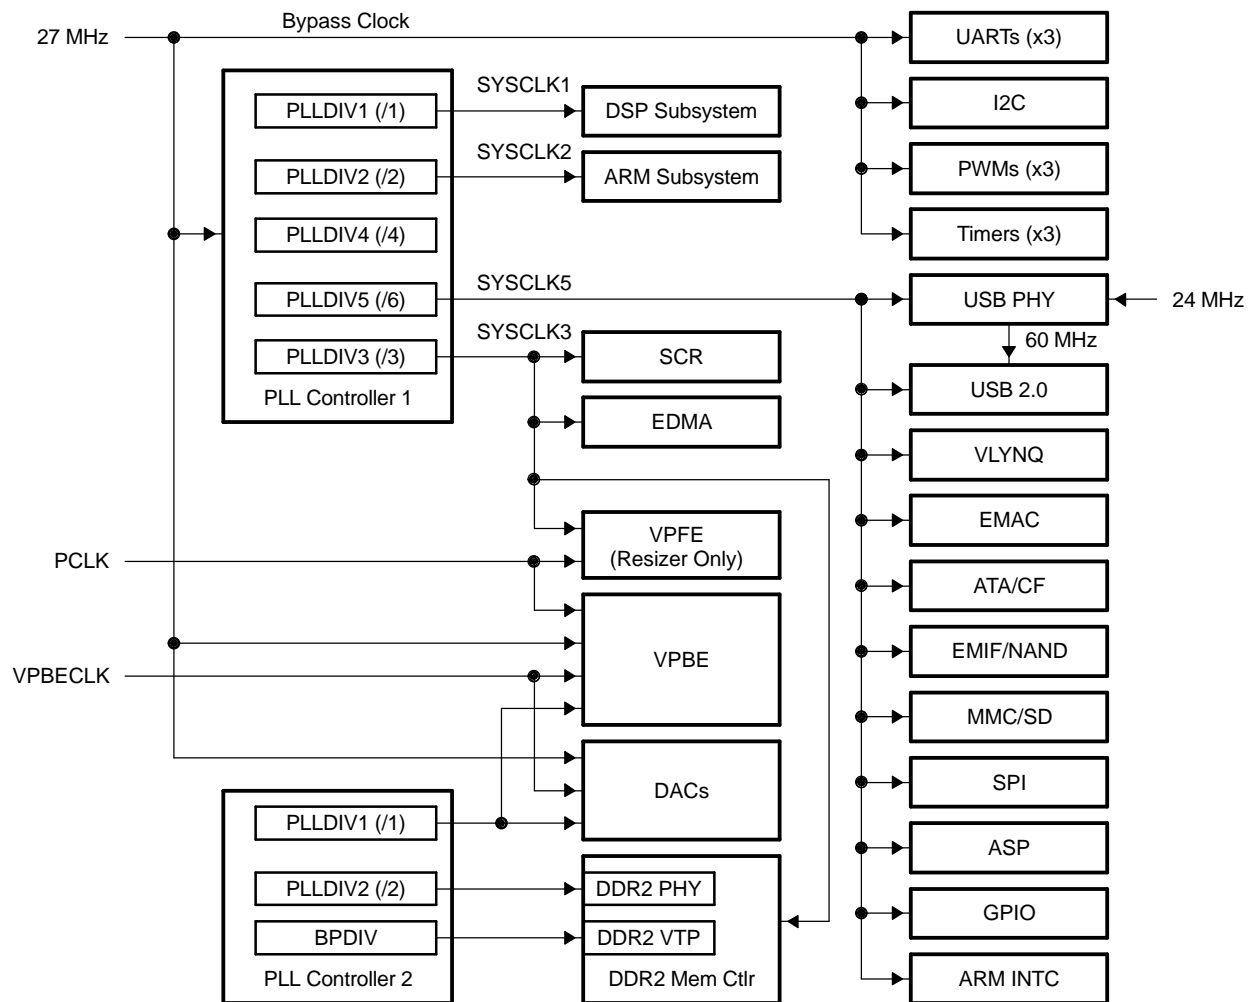 Bypass Clock
27 MHz
UARTs (x3)
I2C
PWMs (x3)
Timers (x3)
SYSCLK1
PLLDIV1 (/1)
DSP Subsystem
SYSCLK2
PLLDIV2 (/2)
ARM Subsystem
PLLDIV4 (/4)
SYSCLK5
PLLDIV5 (/6)
USB PHY
24 MHz
60 MHz
SYSCLK3
PLLDIV3 (/3)
SCR
PLL Controller 1
EDMA
USB 2.0
VLYNQ
EMAC
ATA/CF
EMIF/NAND
MMC/SD
SPI
ASP
GPIO
ARM INTC
PCLK
VPFE
(Resizer Only)
VPBE
VPBECLK
DACs
PLLDIV1 (/1)
PLLDIV2 (/2)
DDR2 PHY
BPDIV
DDR2 VTP
PLL Controller 2
DDR2 Mem Ctlr